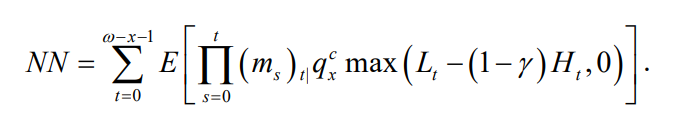 NN = \sum_{t=0}^{\omega-x-1} E\left[ \prod_{s=0}^{t} (m_s)_{t|} q_x^c \max\left( L_t - (1-\gamma) H_t, 0 \right) \right].